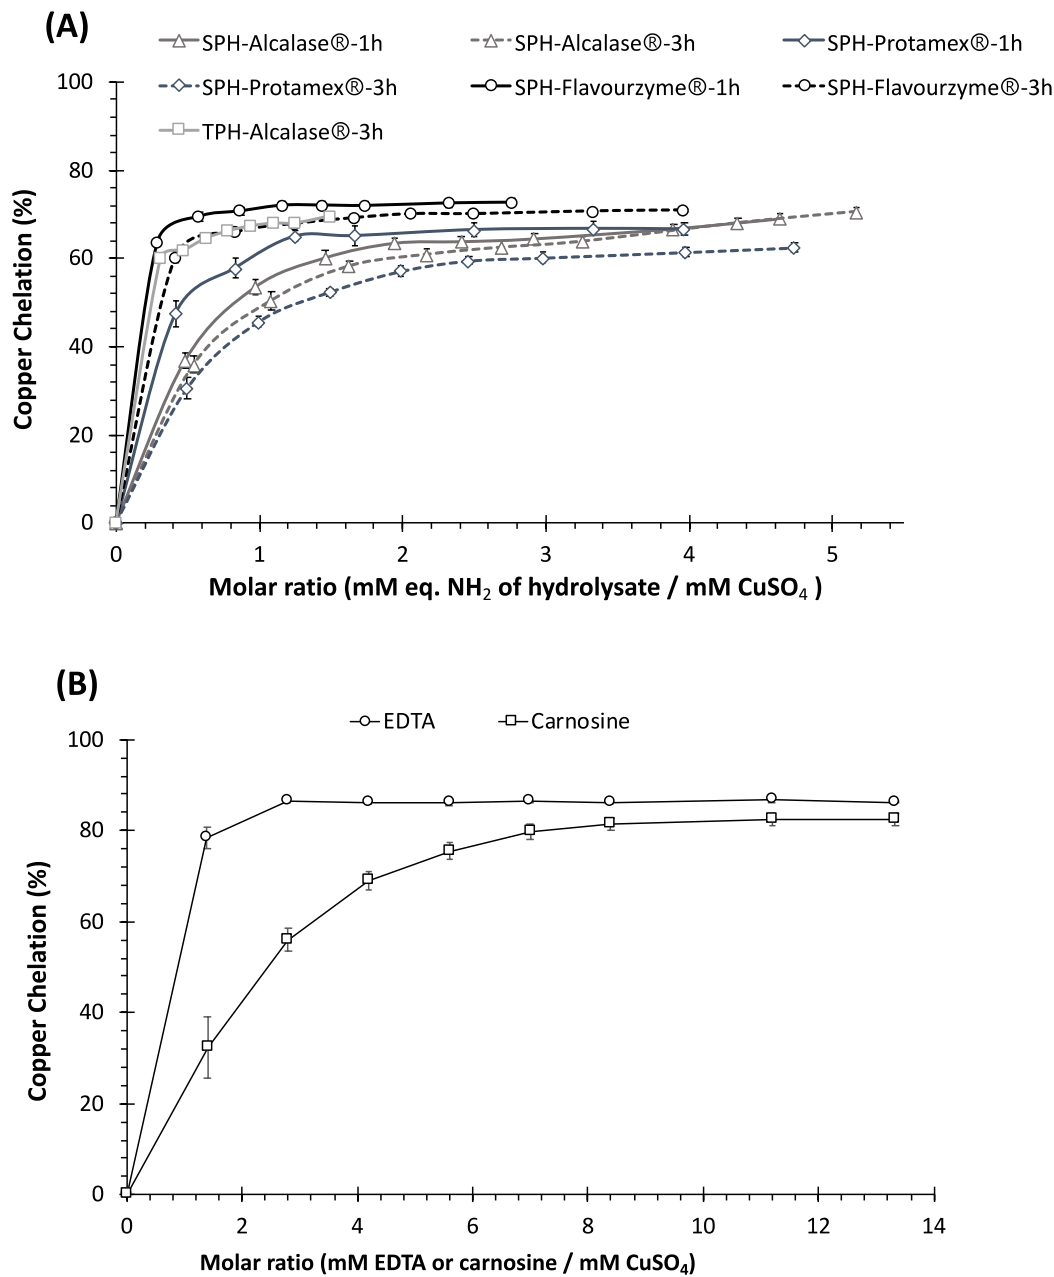 (A)
SPH-Alcalase®-1h SPH-Alcalase®-3h SPH-Protamex®-1h
SPH-Protamex®-3h SPH-Flavourzyme®-1h SPH-Flavourzyme®-3h
TPH-Alcalase®-3h
100
80
60
40
20
0
Copper Chelation (%)
0 1 2 3 4 5
Molar ratio (mM eq. NH₂ of hydrolysate / mM CuSO₄ )
(B)
EDTA Carnosine
100
80
60
40
20
0
Copper Chelation (%)
0 2 4 6 8 10 12 14
Molar ratio (mM EDTA or carnosine / mM CuSO₄)